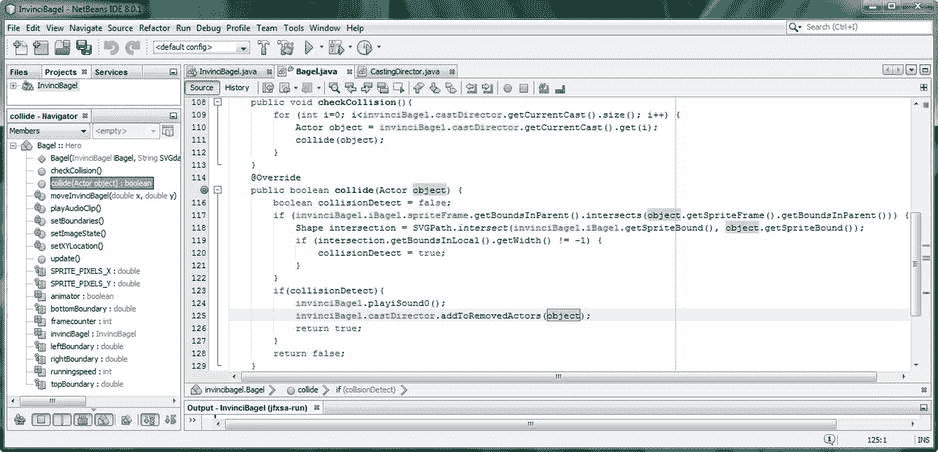 InvinciBagel - NetBeans IDE 8.0.1
File Edit View Navigate Source Refactor Run Debug Profile Team Tools Window Help
Search (Ctrl+I)
<default config>
Files Projects Services
InvinciBagel
InvinciBagel.java Bagel.java CastingDirector.java
Source History
collide - Navigator
Members <empty>
Bagel :: Hero
Bagel(InvinciBagel iBagel, String SVGda
checkCollision()
collide(Actor object) : boolean
moveInvinciBagel(double x, double y)
playAudioClip()
setBoundaries()
setImageState()
setXYLocation()
update()
SPRITE_PIXELS_X : double
SPRITE_PIXELS_Y : double
animator : boolean
bottomBoundary : double
framecounter : int
invinciBagel : InvinciBagel
leftBoundary : double
rightBoundary : double
runningspeed : int
topBoundary : double
108 public void checkCollision(){
109 for (int i=0; i<invinciBagel.castDirector.getCurrentCast().size(); i++) {
110 Actor object = invinciBagel.castDirector.getCurrentCast().get(i);
111 collide(object);
112 }
113 }
114 @Override
public boolean collide(Actor object) {
116 boolean collisionDetect = false;
117 if (invinciBagel.iBagel.spriteFrame.getBoundsInParent().intersects(object.getSpriteFrame().getBoundsInParent())) {
118 Shape intersection = SVGPath.intersect(invinciBagel.iBagel.getSpriteBound(), object.getSpriteBound());
119 if (intersection.getBoundsInLocal().getWidth() != -1) {
120 collisionDetect = true;
121 }
122 }
123 if(collisionDetect){
124 invinciBagel.playiSound0();
125 invinciBagel.castDirector.addToRemovedActors(object);
126 return true;
127 }
128 return false;
129 }
invincibagel.Bagel collide if (collisionDetect)
Output - InvinciBagel (jfxsa-run)
125:1 INS